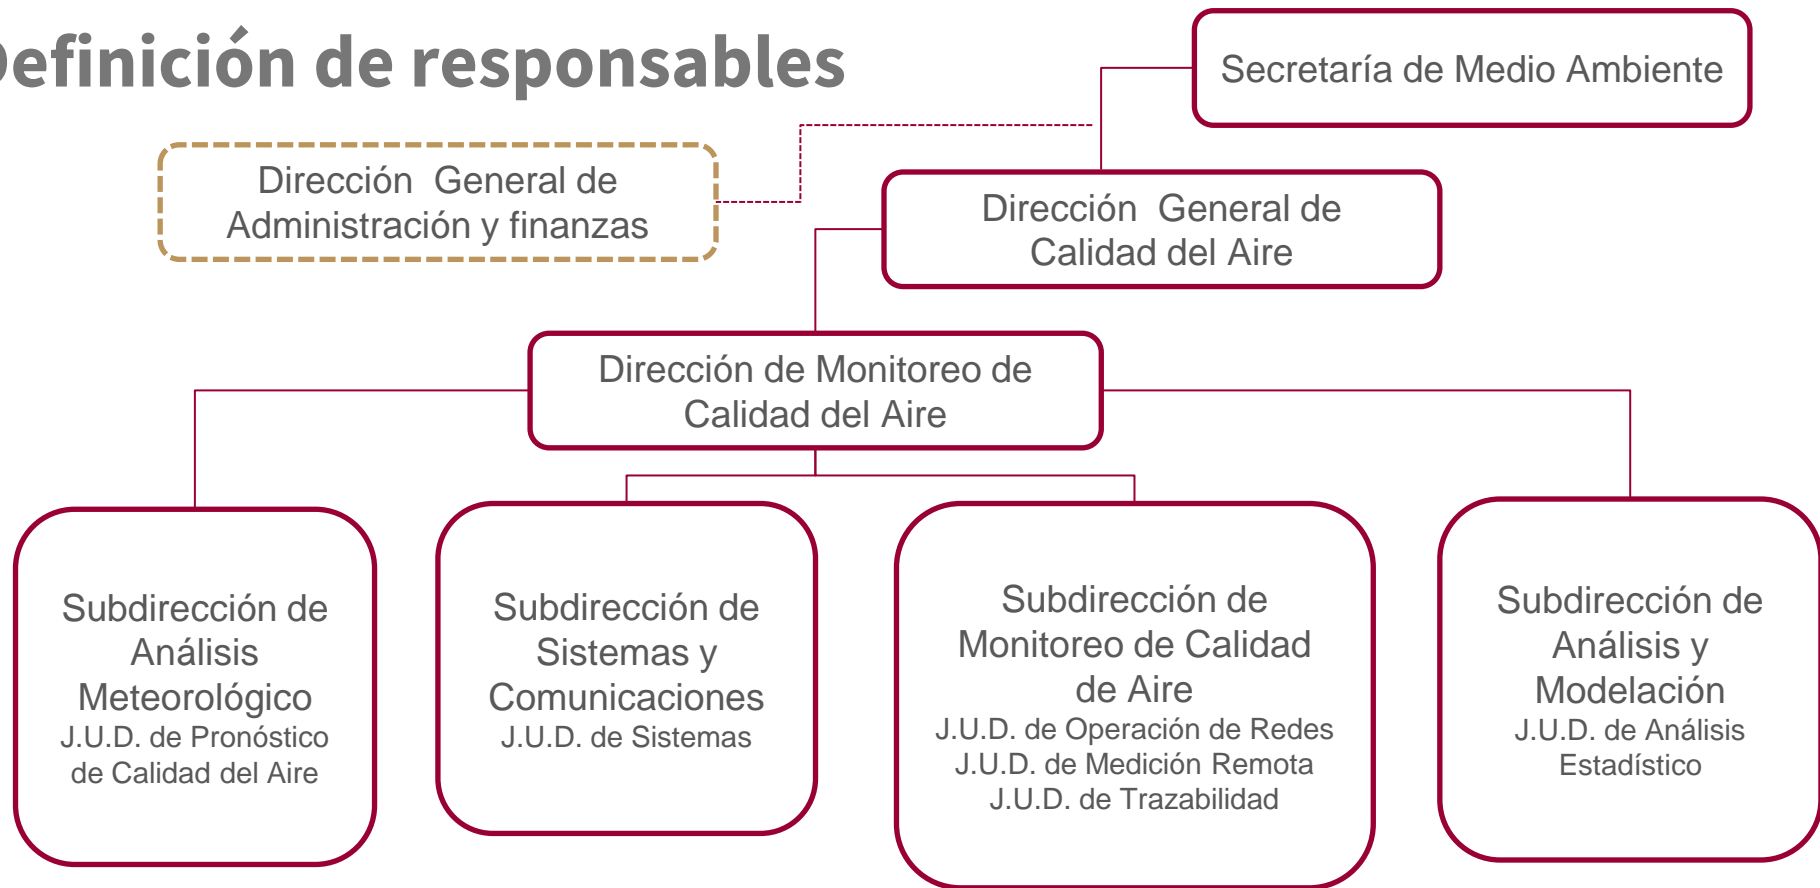 Definición de responsables
Secretaría de Medio Ambiente
Dirección General de
Administración y finanzas
Dirección General de
Calidad del Aire
Dirección de Monitoreo de
Calidad del Aire
Subdirección de
Análisis
Meteorológico
J.U.D. de Pronóstico
de Calidad del Aire
Subdirección de
Sistemas y
Comunicaciones
J.U.D. de Sistemas
Subdirección de
Monitoreo de Calidad
de Aire
J.U.D. de Operación de Redes
J.U.D. de Medición Remota
J.U.D. de Trazabilidad
Subdirección de
Análisis y
Modelación
J.U.D. de Análisis
Estadístico